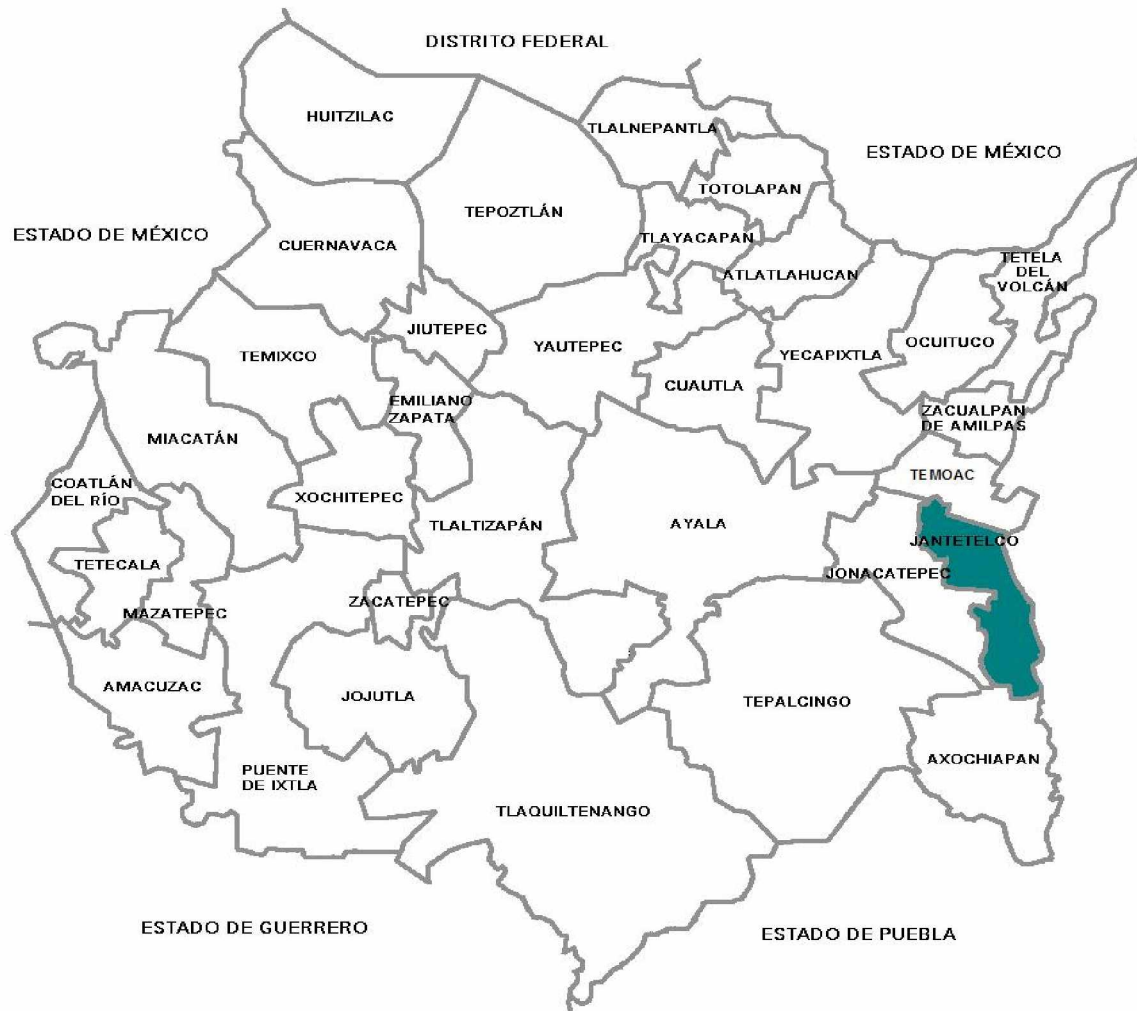 DISTRITO FEDERAL
HUITZILAC
TLALNEPANTLA
ESTADO DE MÉXICO
TOTOLAPAN
TEPOZTLÁN
ESTADO DE MÉXICO
TLAYACAPAN
CUERNAVACA
ATLATLAHUCAN
TETELA
DEL
VOLCÁN
JIUTEPEC
OCUITUCO
YAUTEPEC
TEMIXCO
YECAPIXTLA
CUAUTLA
EMILIANO
ZAPATA
ZACUALPAN
DE AMILPAS
MIACATÁN
TEMOAC
COATLÁN
DEL RÍO
XOCHITEPEC
TLALTIZAPÁN
AYALA
JANTETELCO
TETECALA
JONACATEPEC
ZACATEPEC
MAZATEPEC
AMACUZAC
JOJUTLA
TEPALCINGO
AXOCHIAPAN
PUENTE
DE IXTLA
TLAQUILTENANGO
ESTADO DE GUERRERO
ESTADO DE PUEBLA